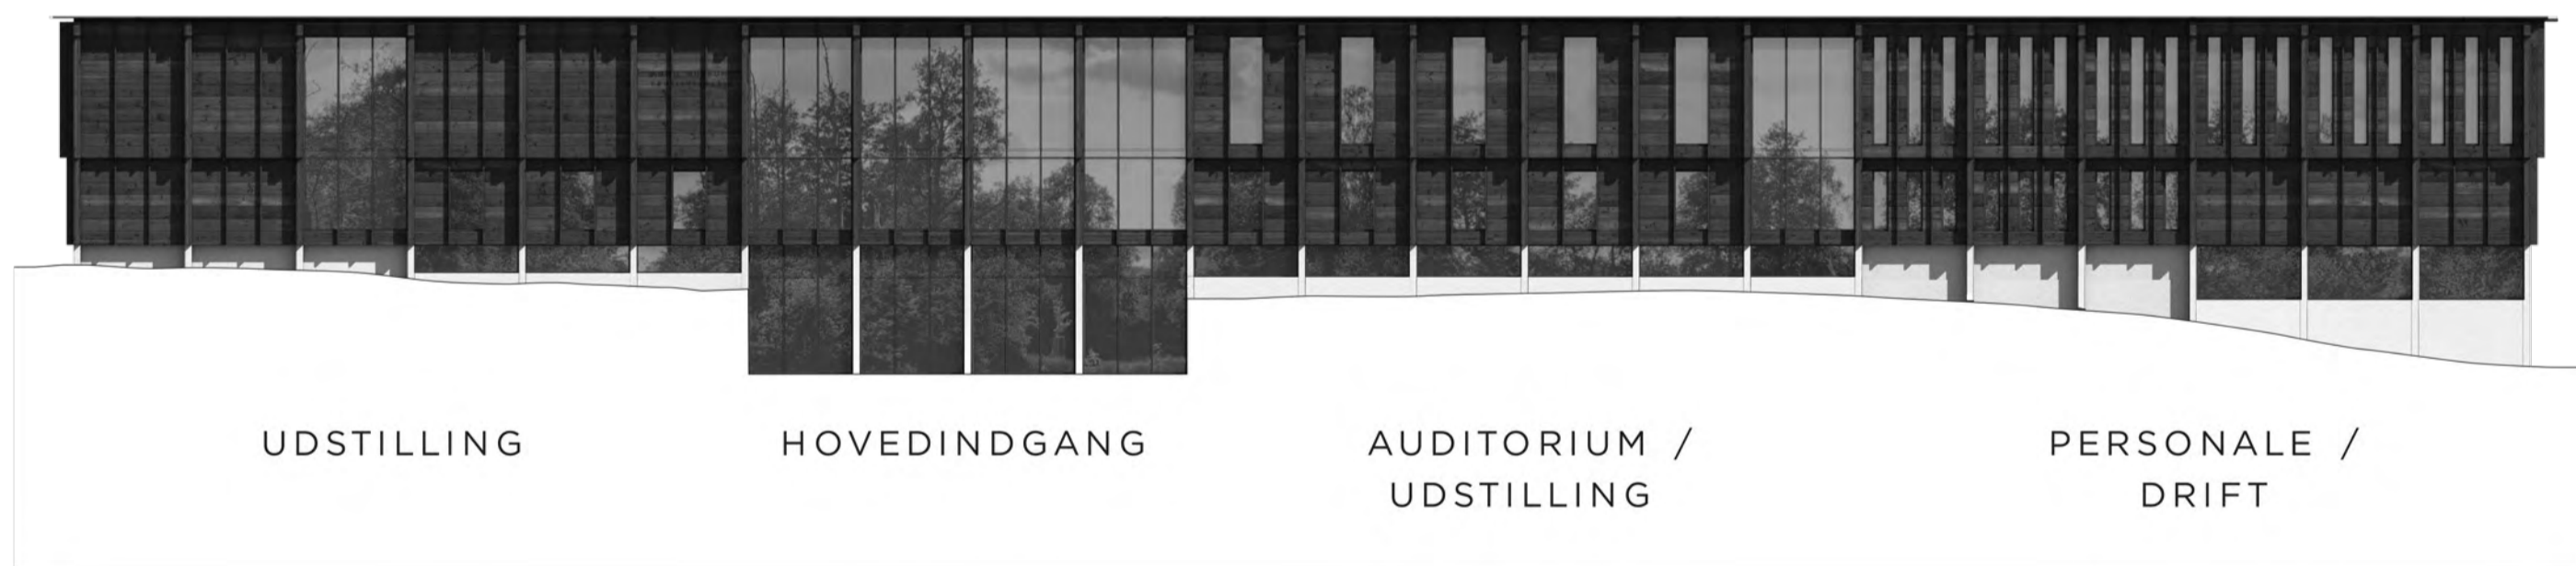 UDSTILLING
HOVEDINDGANG
AUDITORIUM /
UDSTILLING
PERSONALE /
DRIFT